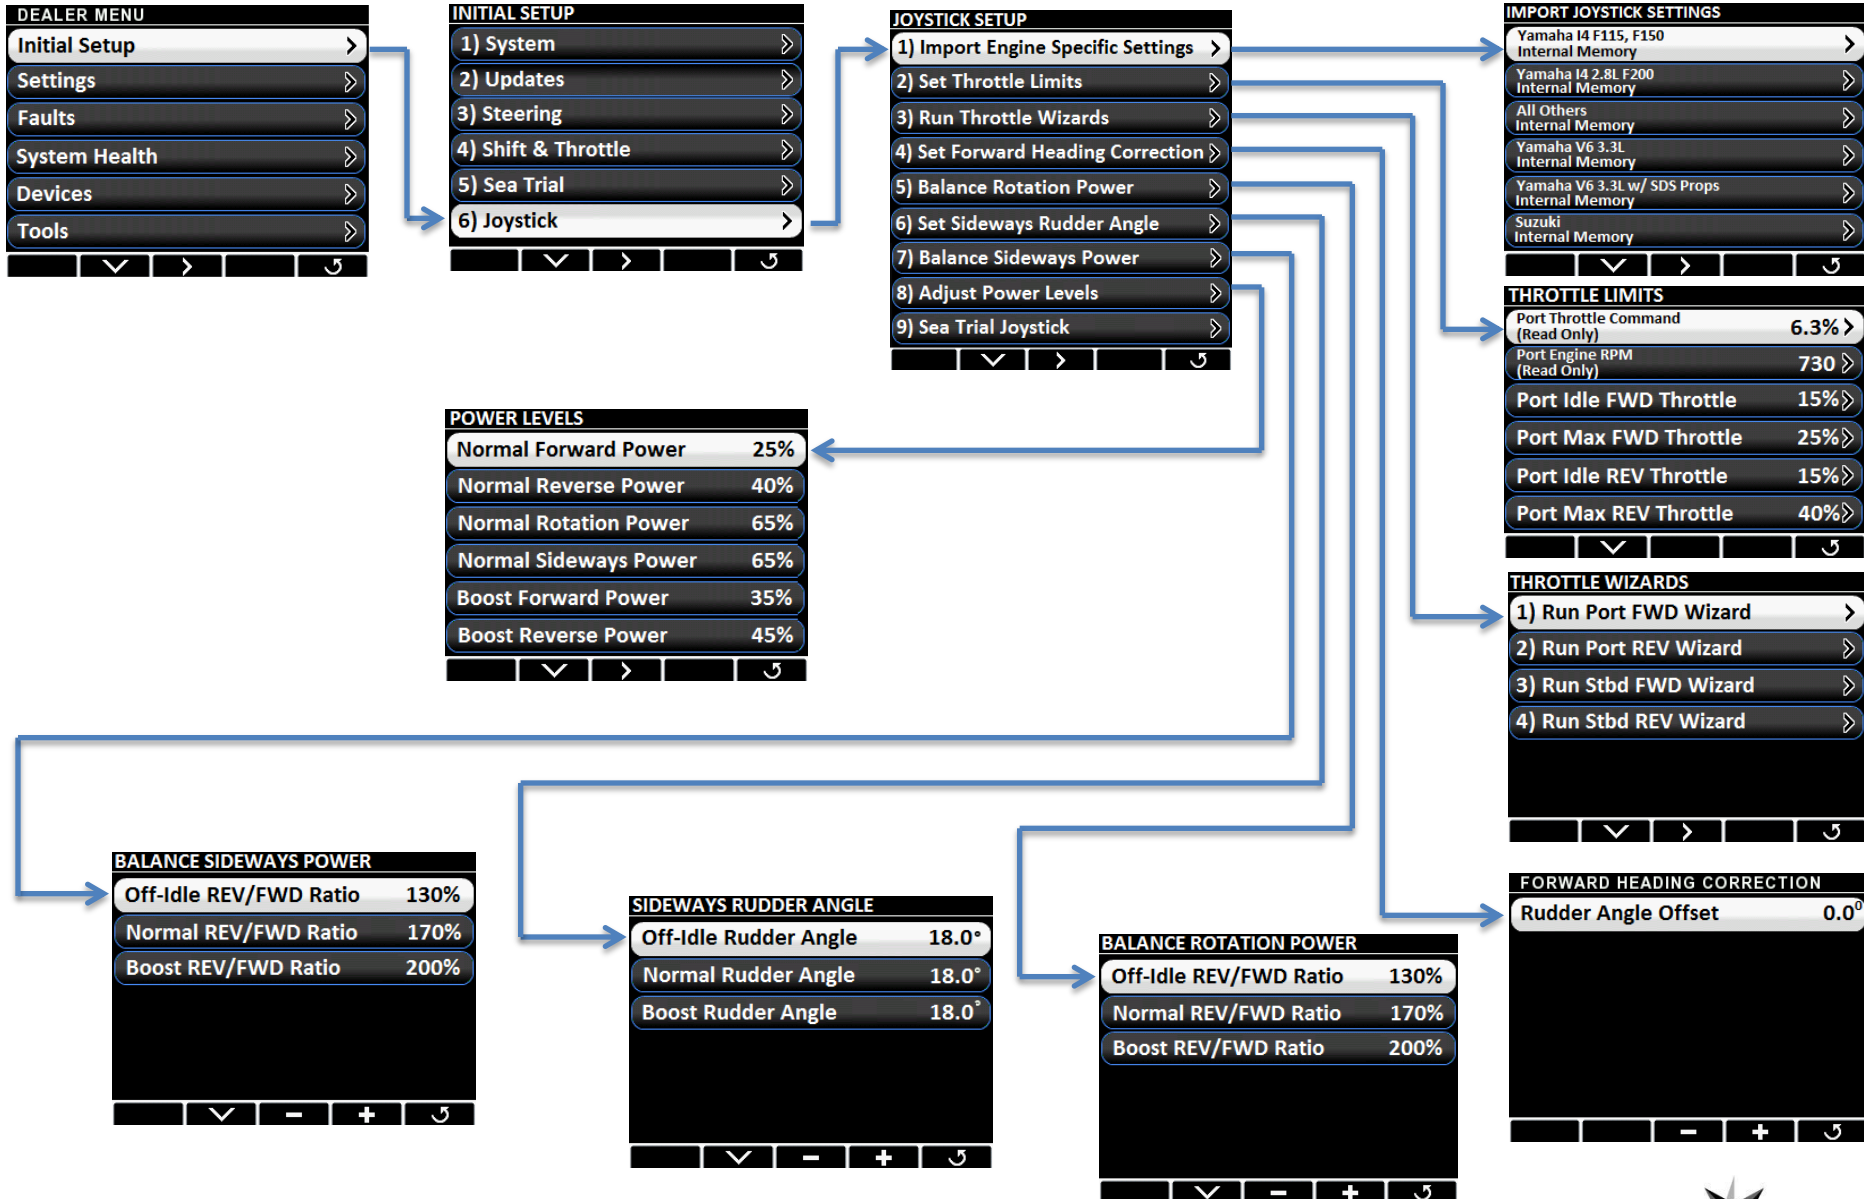 DEALER MENU
Initial Setup
Settings
Faults
System Health
Devices
Tools
INITIAL SETUP
1) System
2) Updates
3) Steering
4) Shift & Throttle
5) Sea Trial
6) Joystick
JOYSTICK SETUP
1) Import Engine Specific Settings
2) Set Throttle Limits
3) Run Throttle Wizards
4) Set Forward Heading Correction
5) Balance Rotation Power
6) Set Sideways Rudder Angle
7) Balance Sideways Power
8) Adjust Power Levels
9) Sea Trial Joystick
IMPORT JOYSTICK SETTINGS
Yamaha I4 F115, F150
Internal Memory
Yamaha I4 2.8L F200
Internal Memory
All Others
Internal Memory
Yamaha V6 3.3L
Internal Memory
Yamaha V6 3.3L w/ SDS Props
Internal Memory
Suzuki
Internal Memory
THROTTLE LIMITS
Port Throttle Command
(Read Only) 6.3%
Port Engine RPM
(Read Only) 730
Port Idle FWD Throttle 15%
Port Max FWD Throttle 25%
Port Idle REV Throttle 15%
Port Max REV Throttle 40%
POWER LEVELS
Normal Forward Power 25%
Normal Reverse Power 40%
Normal Rotation Power 65%
Normal Sideways Power 65%
Boost Forward Power 35%
Boost Reverse Power 45%
THROTTLE WIZARDS
1) Run Port FWD Wizard
2) Run Port REV Wizard
3) Run Stbd FWD Wizard
4) Run Stbd REV Wizard
BALANCE SIDEWAYS POWER
Off-Idle REV/FWD Ratio 130%
Normal REV/FWD Ratio 170%
Boost REV/FWD Ratio 200%
SIDEWAYS RUDDER ANGLE
Off-Idle Rudder Angle 18.0°
Normal Rudder Angle 18.0°
Boost Rudder Angle 18.0°
BALANCE ROTATION POWER
Off-Idle REV/FWD Ratio 130%
Normal REV/FWD Ratio 170%
Boost REV/FWD Ratio 200%
FORWARD HEADING CORRECTION
Rudder Angle Offset 0.0°